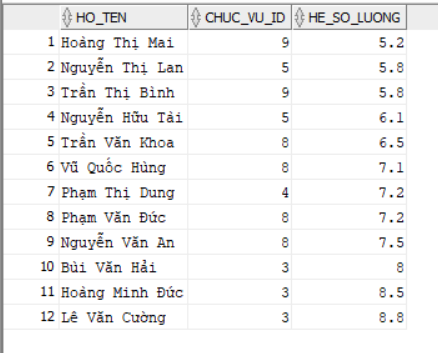 HO_TEN CHUC_VU_ID HE_SO_LUONG
1 Hoàng Thị Mai 9 5.2
2 Nguyễn Thị Lan 5 5.8
3 Trần Thị Bình 9 5.8
4 Nguyễn Hữu Tài 5 6.1
5 Trần Văn Khoa 8 6.5
6 Vũ Quốc Hùng 8 7.1
7 Phạm Thị Dung 4 7.2
8 Phạm Văn Đức 8 7.2
9 Nguyễn Văn An 8 7.5
10 Bùi Văn Hải 3 8
11 Hoàng Minh Đức 3 8.5
12 Lê Văn Cường 3 8.8